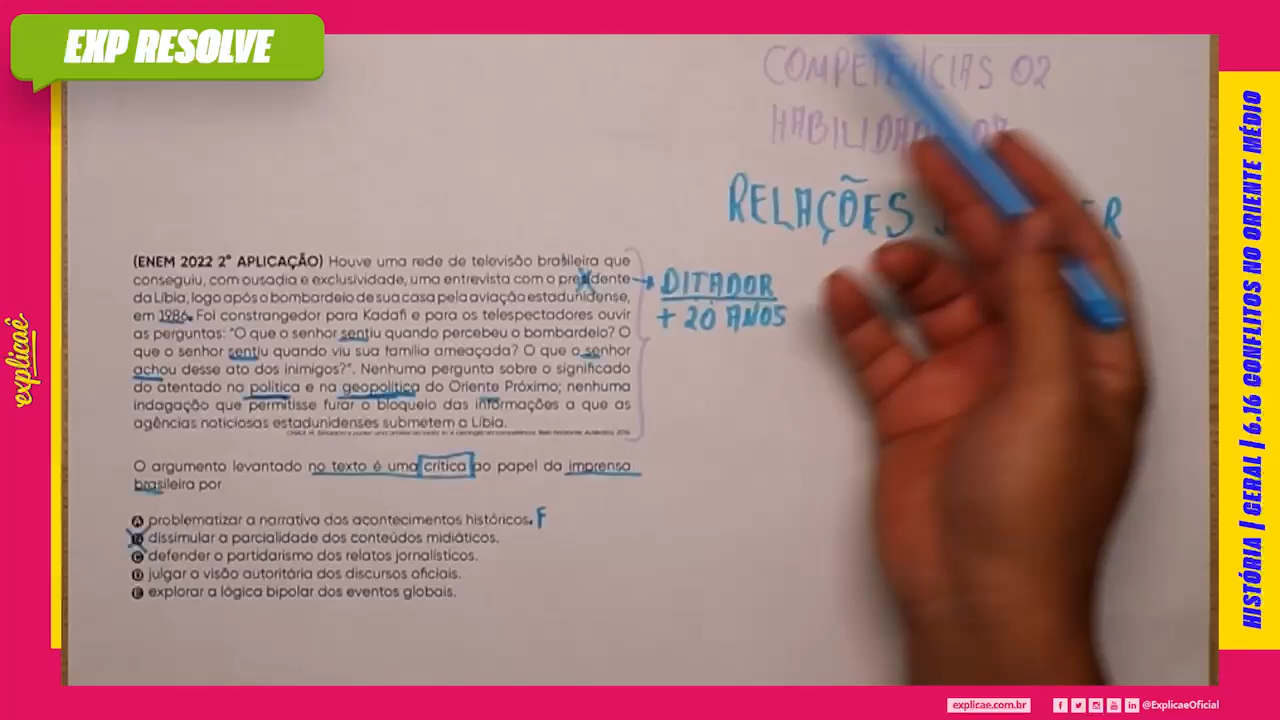 EXP RESOLVE
COMPETÊNCIAS 02
RELAÇÕES
(ENEM 2022 2ª APLICAÇÃO) Houve uma rede de televisão brasileira que
conseguiu, com ousadia e exclusividade, uma entrevista com o presidente
da Líbia, logo após o bombardeio de sua casa pela aviação estadunidense,
em 1986. Foi constrangedor para Kadafi e para os telespectadores ouvir
as perguntas: "O que o senhor sentiu quando percebeu o bombardeio? O
que o senhor sentiu quando viu sua família ameaçada? O que o senhor
achou desse ato dos inimigos?". Nenhuma pergunta sobre o significado
do atentado na política e na geopolítica do Oriente Próximo; nenhuma
indagação que permitisse furar o bloqueio das informações a que as
agências noticiosas estadunidenses submetem a Líbia.
DITADOR
+ 20 ANOS
O argumento levantado no texto é uma crítica ao papel da imprensa
brasileira por
A problematizar a narrativa dos acontecimentos históricos. F
B dissimular a parcialidade dos conteúdos midiáticos.
C defender o partidarismo dos relatos jornalísticos.
D julgar a visão autoritária dos discursos oficiais.
E explorar a lógica bipolar dos eventos globais.
explicaê
HISTÓRIA | GERAL | 6.16 CONFLITOS NO ORIENTE MÉDIO
explicae.com.br
@ExplicaeOficial